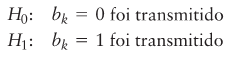 H₀: bₖ = 0 foi transmitido
H₁: bₖ = 1 foi transmitido